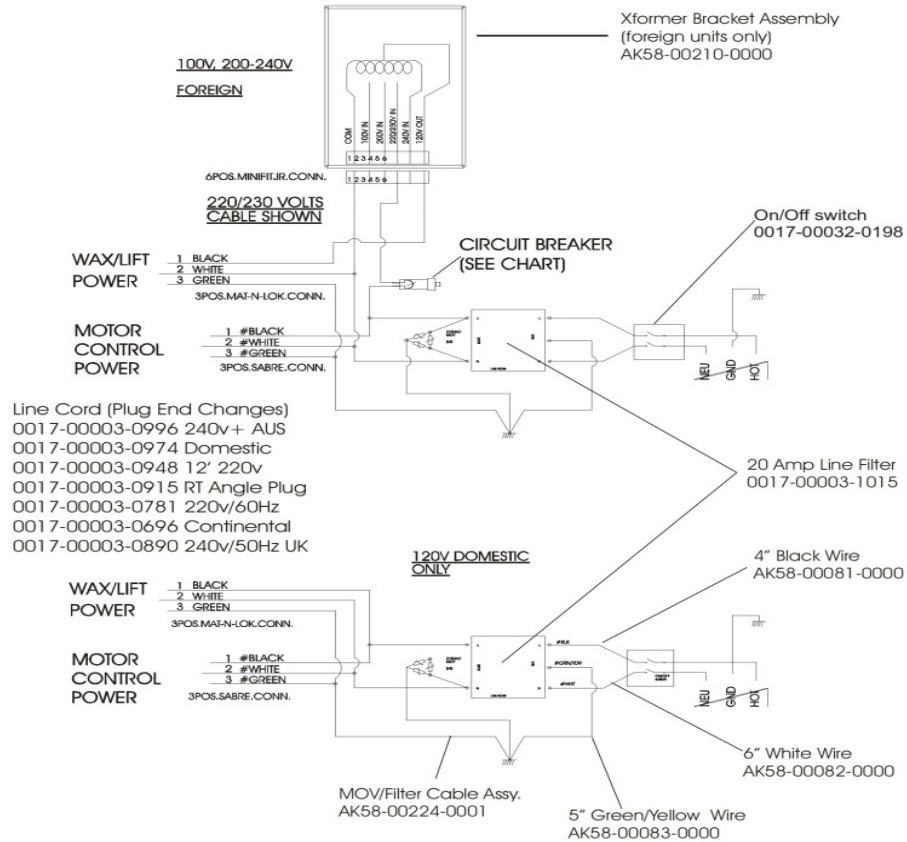 Xformer Bracket Assembly
(foreign units only)
AK58-00210-0000
100V, 200-240V
FOREIGN
COM
100V IN
200V IN
220/230V IN
240V IN
120V OUT
1 2 3 4 5 6
1 2 3 4 5 6
6POS.MINIFITJR.CONN.
220/230 VOLTS
CABLE SHOWN
On/Off switch
0017-00032-0198
CIRCUIT BREAKER
(SEE CHART)
WAX/LIFT
POWER
1 BLACK
2 WHITE
3 GREEN
3POS.MAT-N-LOK.CONN.
MOTOR
CONTROL
POWER
1 #BLACK
2 #WHITE
3 #GREEN
3POS.SABRE.CONN.
NEU
GND
HOT
Line Cord (Plug End Changes)
0017-00003-0996 240v+ AUS
0017-00003-0974 Domestic
0017-00003-0948 12' 220v
0017-00003-0915 RT Angle Plug
0017-00003-0781 220v/60Hz
0017-00003-0696 Continental
0017-00003-0890 240v/50Hz UK
20 Amp Line Filter
0017-00003-1015
120V DOMESTIC
ONLY
4" Black Wire
AK58-00081-0000
WAX/LIFT
POWER
1 BLACK
2 WHITE
3 GREEN
3POS.MAT-N-LOK.CONN.
MOTOR
CONTROL
POWER
1 #BLACK
2 #WHITE
3 #GREEN
3POS.SABRE.CONN.
#BLK
#WHT
NEU
GND
HOT
6" White Wire
AK58-00082-0000
MOV/Filter Cable Assy.
AK58-00224-0001
5" Green/Yellow Wire
AK58-00083-0000